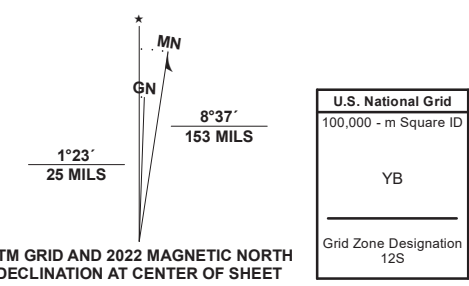 ★
MN
GN
8°37´
153 MILS
1°23´
25 MILS
TM GRID AND 2022 MAGNETIC NORTH
DECLINATION AT CENTER OF SHEET
U.S. National Grid
100,000 - m Square ID
YB
Grid Zone Designation
12S